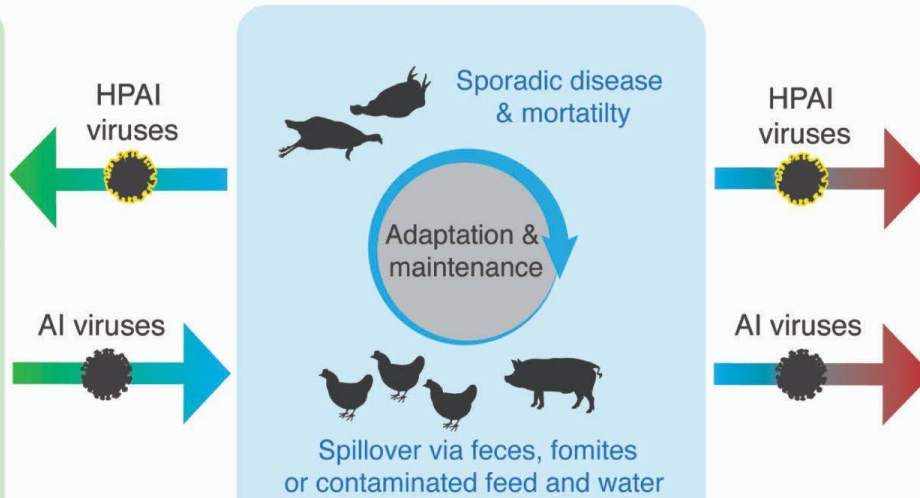 HPAI
viruses
Sporadic disease
& mortatilty
HPAI
viruses
Adaptation &
maintenance
AI viruses
AI viruses
Spillover via feces, fomites
or contaminated feed and water